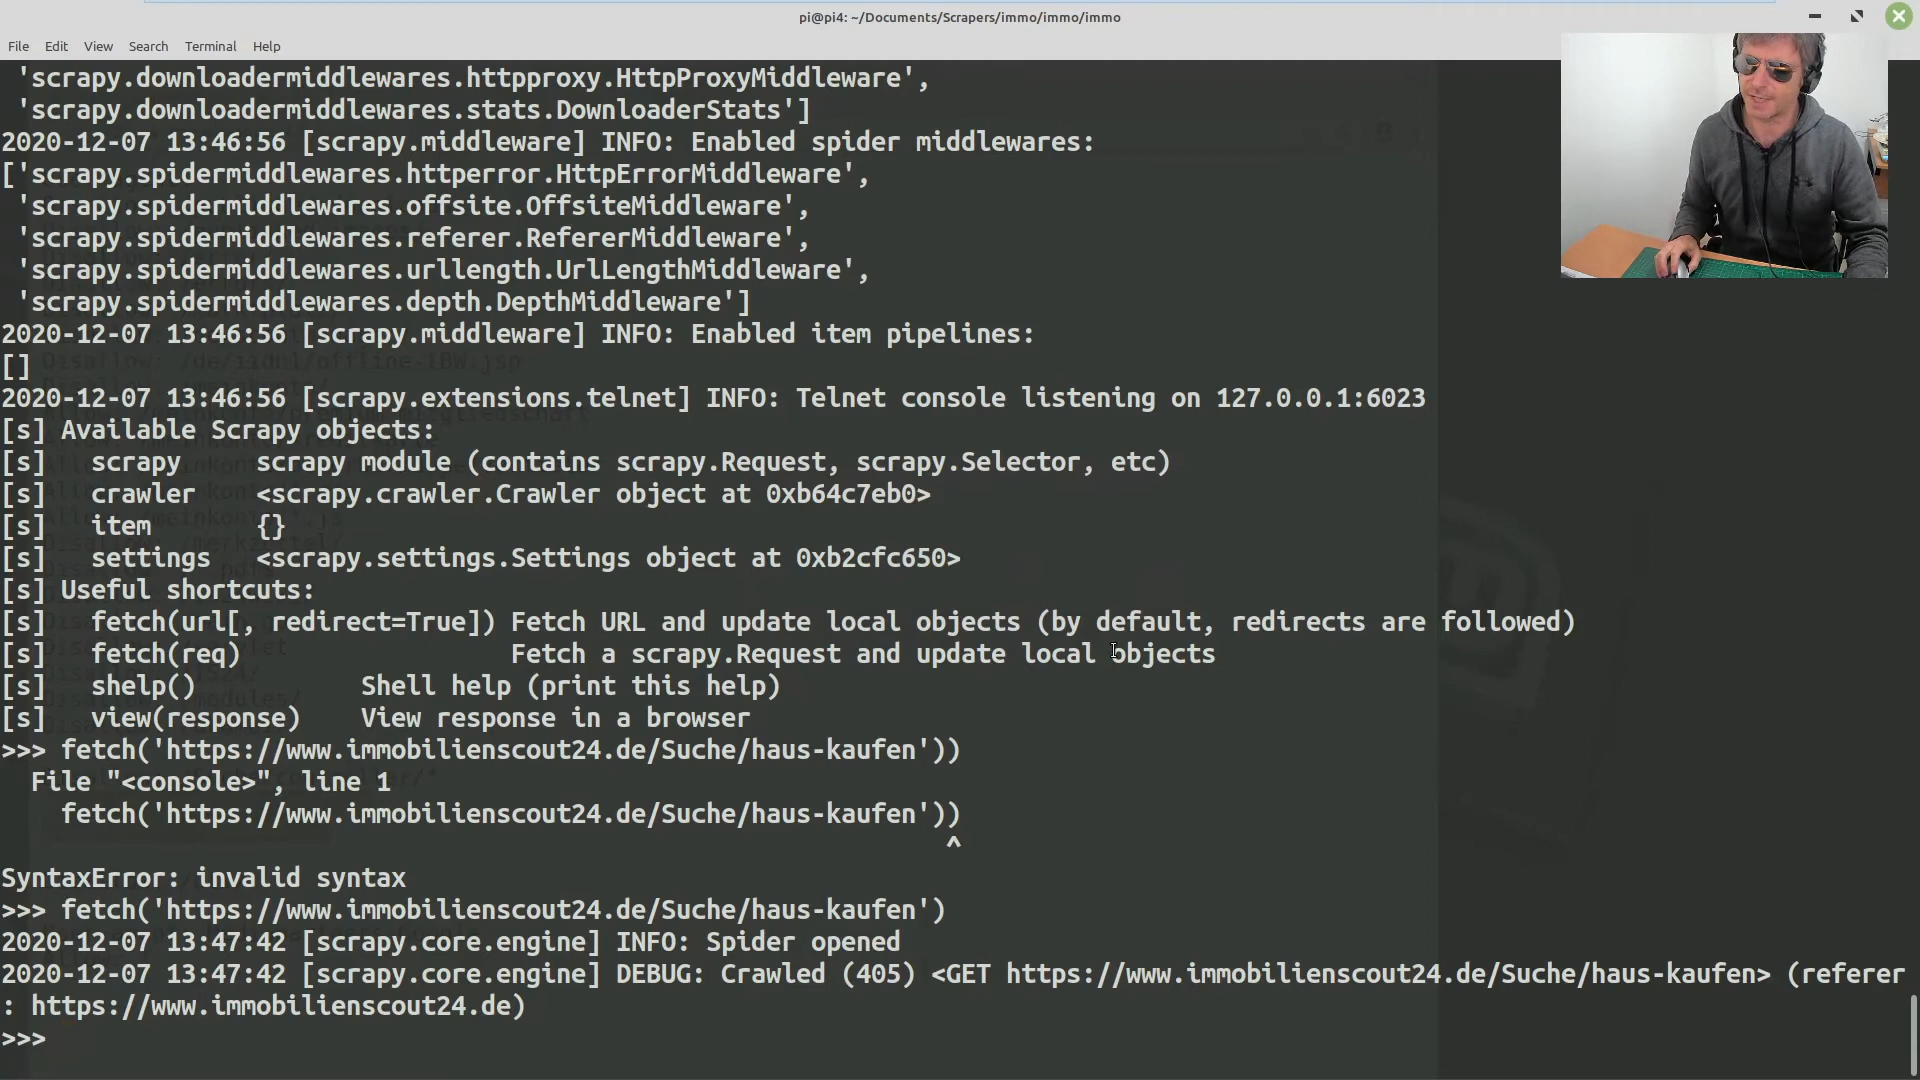 pi@pi4: ~/Documents/Scrapers/immo/immo/immo
File Edit View Search Terminal Help
'scrapy.downloadermiddlewares.httpproxy.HttpProxyMiddleware',
'scrapy.downloadermiddlewares.stats.DownloaderStats']
2020-12-07 13:46:56 [scrapy.middleware] INFO: Enabled spider middlewares:
['scrapy.spidermiddlewares.httperror.HttpErrorMiddleware',
'scrapy.spidermiddlewares.offsite.OffsiteMiddleware',
'scrapy.spidermiddlewares.referer.RefererMiddleware',
'scrapy.spidermiddlewares.urllength.UrlLengthMiddleware',
'scrapy.spidermiddlewares.depth.DepthMiddleware']
2020-12-07 13:46:56 [scrapy.middleware] INFO: Enabled item pipelines:
[]
2020-12-07 13:46:56 [scrapy.extensions.telnet] INFO: Telnet console listening on 127.0.0.1:6023
[s] Available Scrapy objects:
[s]   scrapy     scrapy module (contains scrapy.Request, scrapy.Selector, etc)
[s]   crawler    <scrapy.crawler.Crawler object at 0xb64c7eb0>
[s]   item       {}
[s]   settings   <scrapy.settings.Settings object at 0xb2cfc650>
[s] Useful shortcuts:
[s]   fetch(url[, redirect=True]) Fetch URL and update local objects (by default, redirects are followed)
[s]   fetch(req)                  Fetch a scrapy.Request and update local objects
[s]   shelp()           Shell help (print this help)
[s]   view(response)    View response in a browser
>>> fetch('https://www.immobilienscout24.de/Suche/haus-kaufen'))
File "<console>", line 1
fetch('https://www.immobilienscout24.de/Suche/haus-kaufen'))
^
SyntaxError: invalid syntax
>>> fetch('https://www.immobilienscout24.de/Suche/haus-kaufen')
2020-12-07 13:47:42 [scrapy.core.engine] INFO: Spider opened
2020-12-07 13:47:42 [scrapy.core.engine] DEBUG: Crawled (405) <GET https://www.immobilienscout24.de/Suche/haus-kaufen> (referer
: https://www.immobilienscout24.de)
>>>